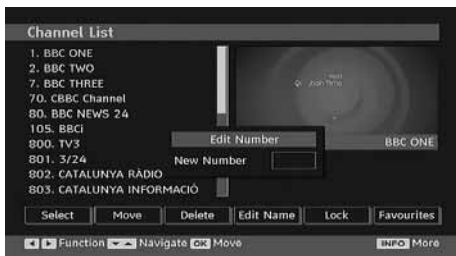 Channel List
1. BBC ONE
2. BBC TWO
7. BBC THREE
70. CBBC Channel
80. BBC NEWS 24
105. BBCi
800. TV3
801. 3/24
802. CATALUNYA RÀDIO
803. CATALUNYA INFORMACIÓ
BBC ONE
Edit Number
New Number
Select Move Delete Edit Name Lock Favourites
Function Navigate OK Move INFO More